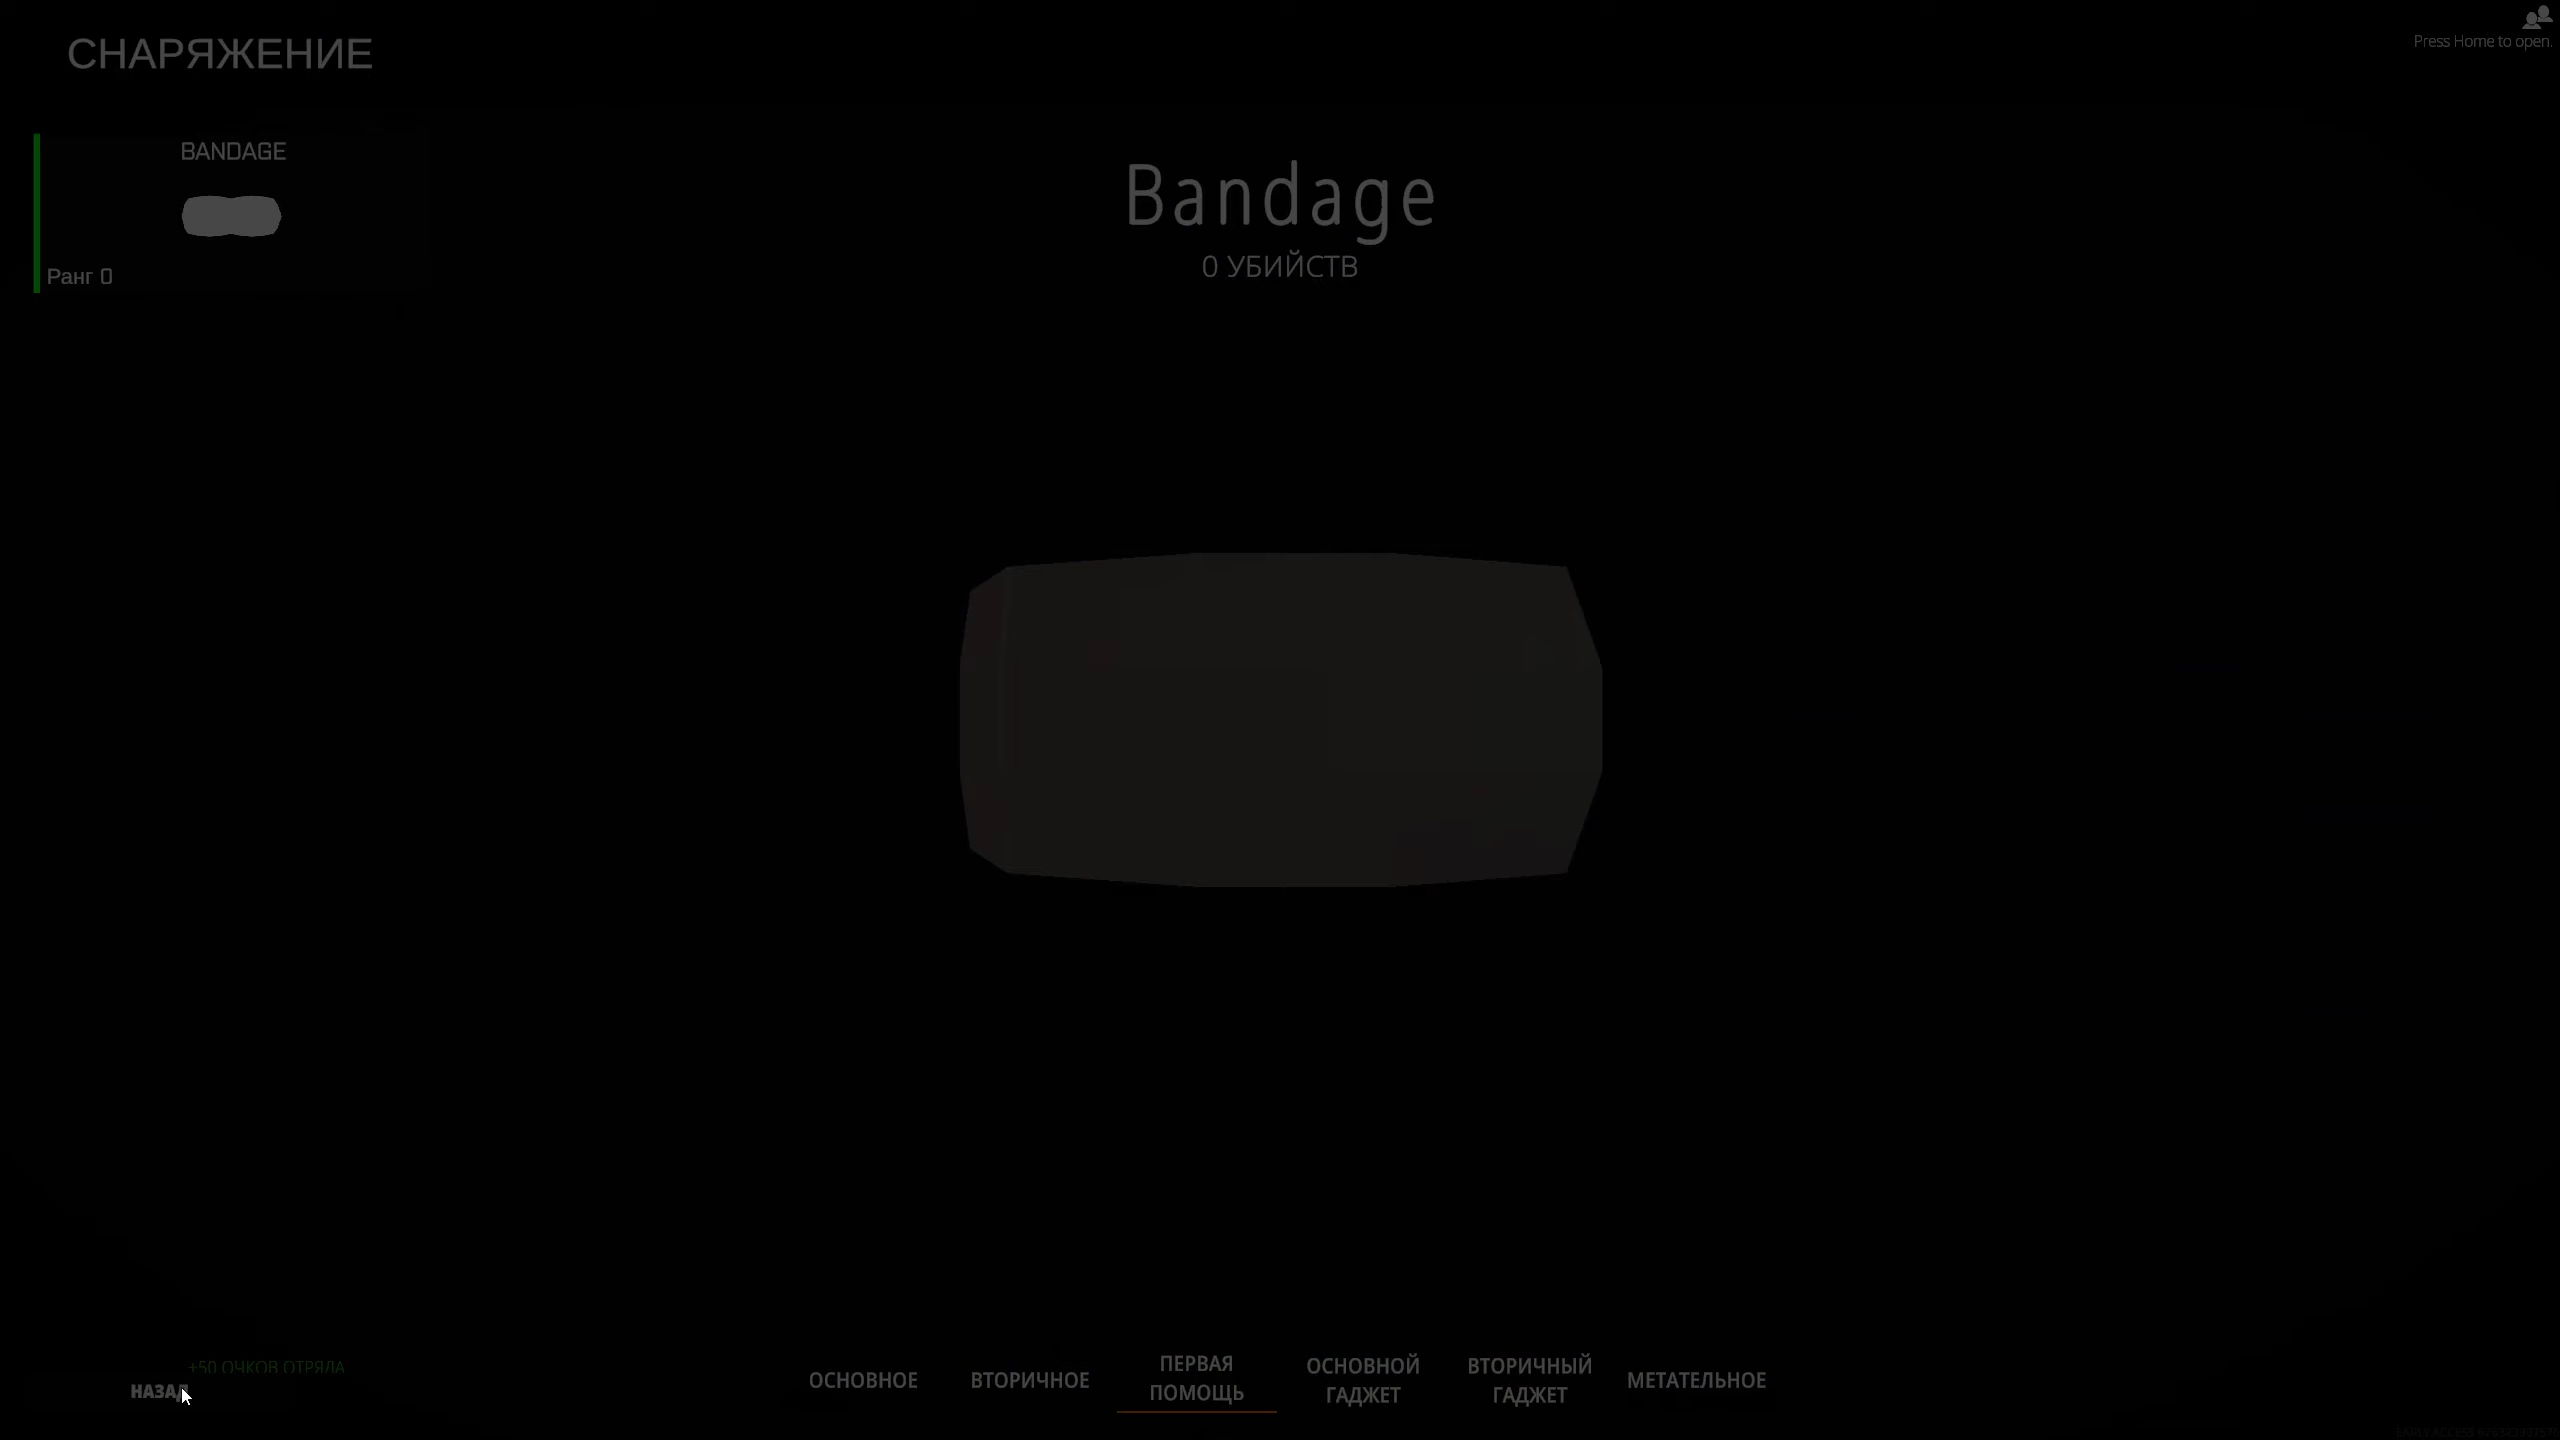 СНАРЯЖЕНИЕ
Press Home to open.
BANDAGE
Ранг 0
Bandage
0 УБИЙСТВ
+50 ОЧКОВ ОТРЯДА
НАЗАД
ОСНОВНОЕ
ВТОРИЧНОЕ
ПЕРВАЯ
ПОМОЩЬ
ОСНОВНОЙ
ГАДЖЕТ
ВТОРИЧНЫЙ
ГАДЖЕТ
МЕТАТЕЛЬНОЕ